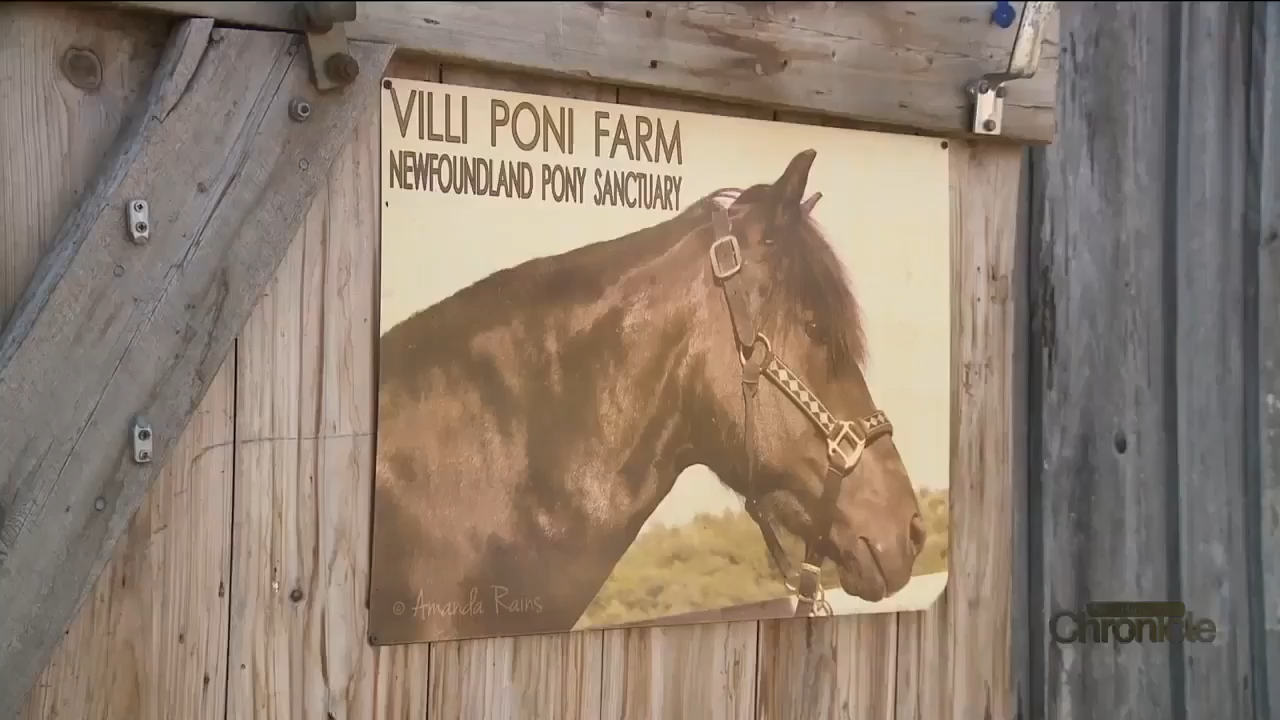 VILLI PONI FARM
NEWFOUNDLAND PONY SANCTUARY
© Amanda Rains
Chronicle